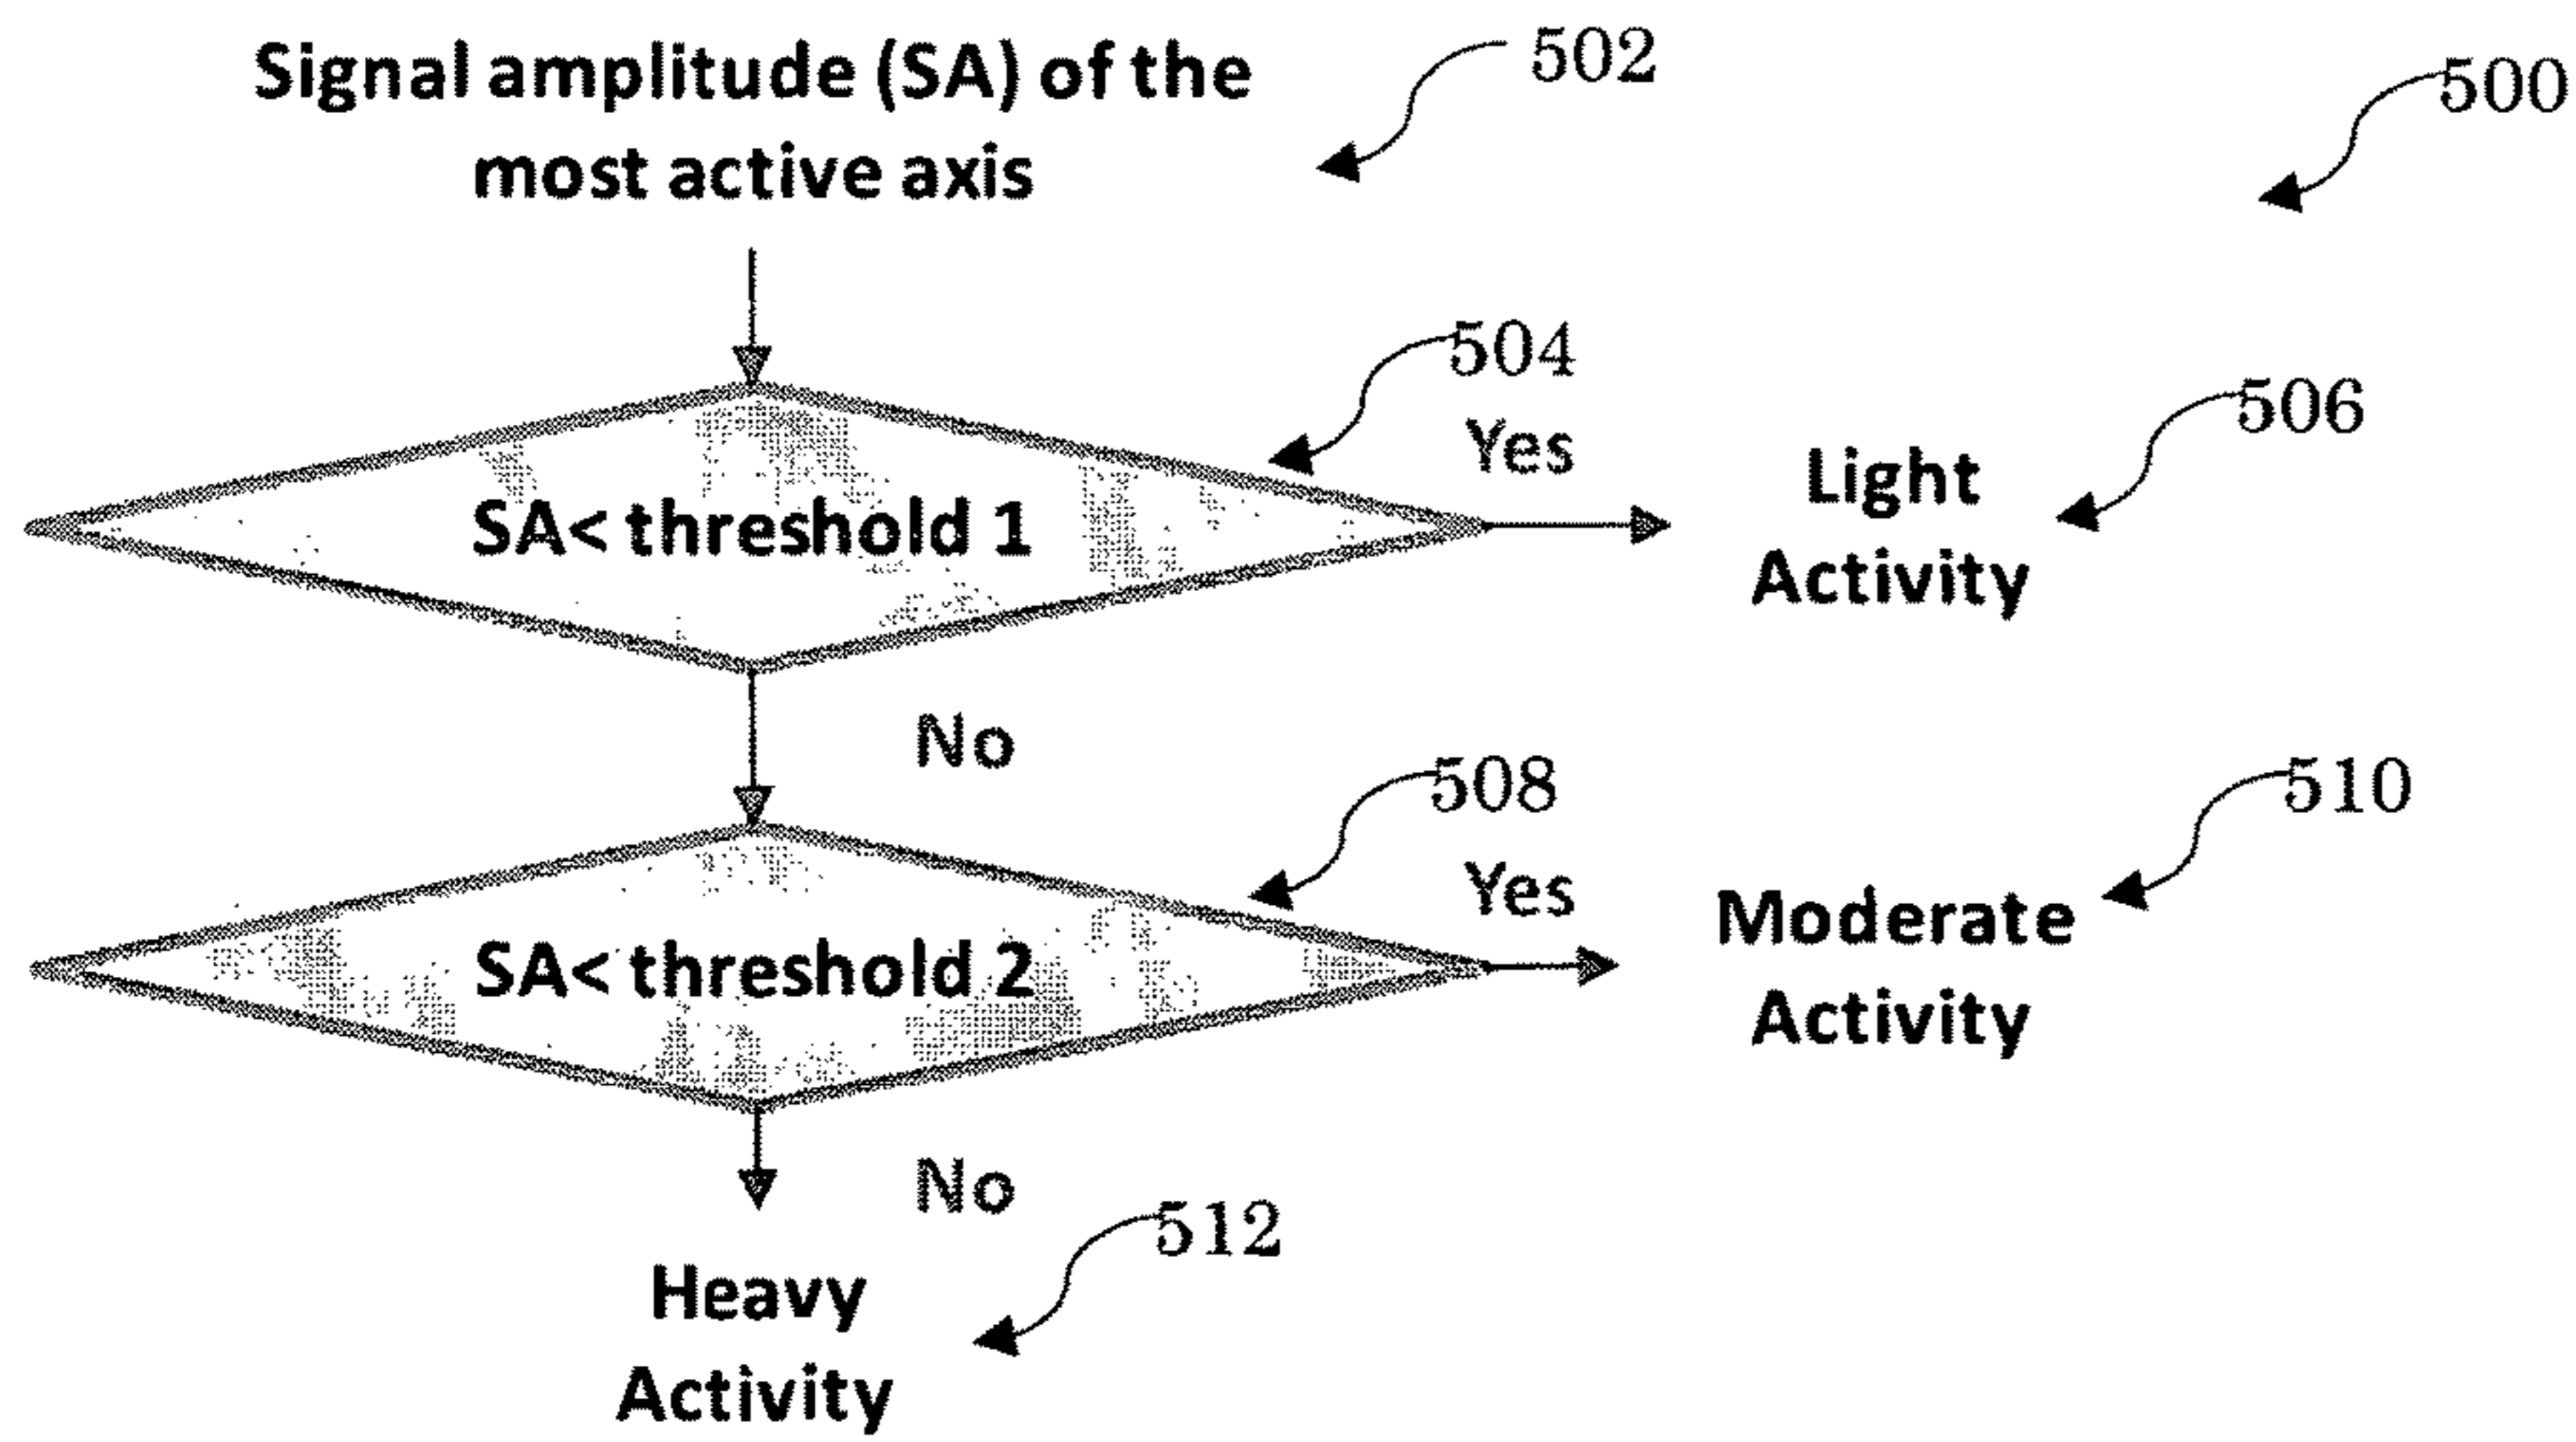 Signal amplitude (SA) of the
most active axis
502
500
504
Yes
506
Light
Activity
SA< threshold 1
No
508
Yes
510
Moderate
Activity
SA< threshold 2
No
512
Heavy
Activity